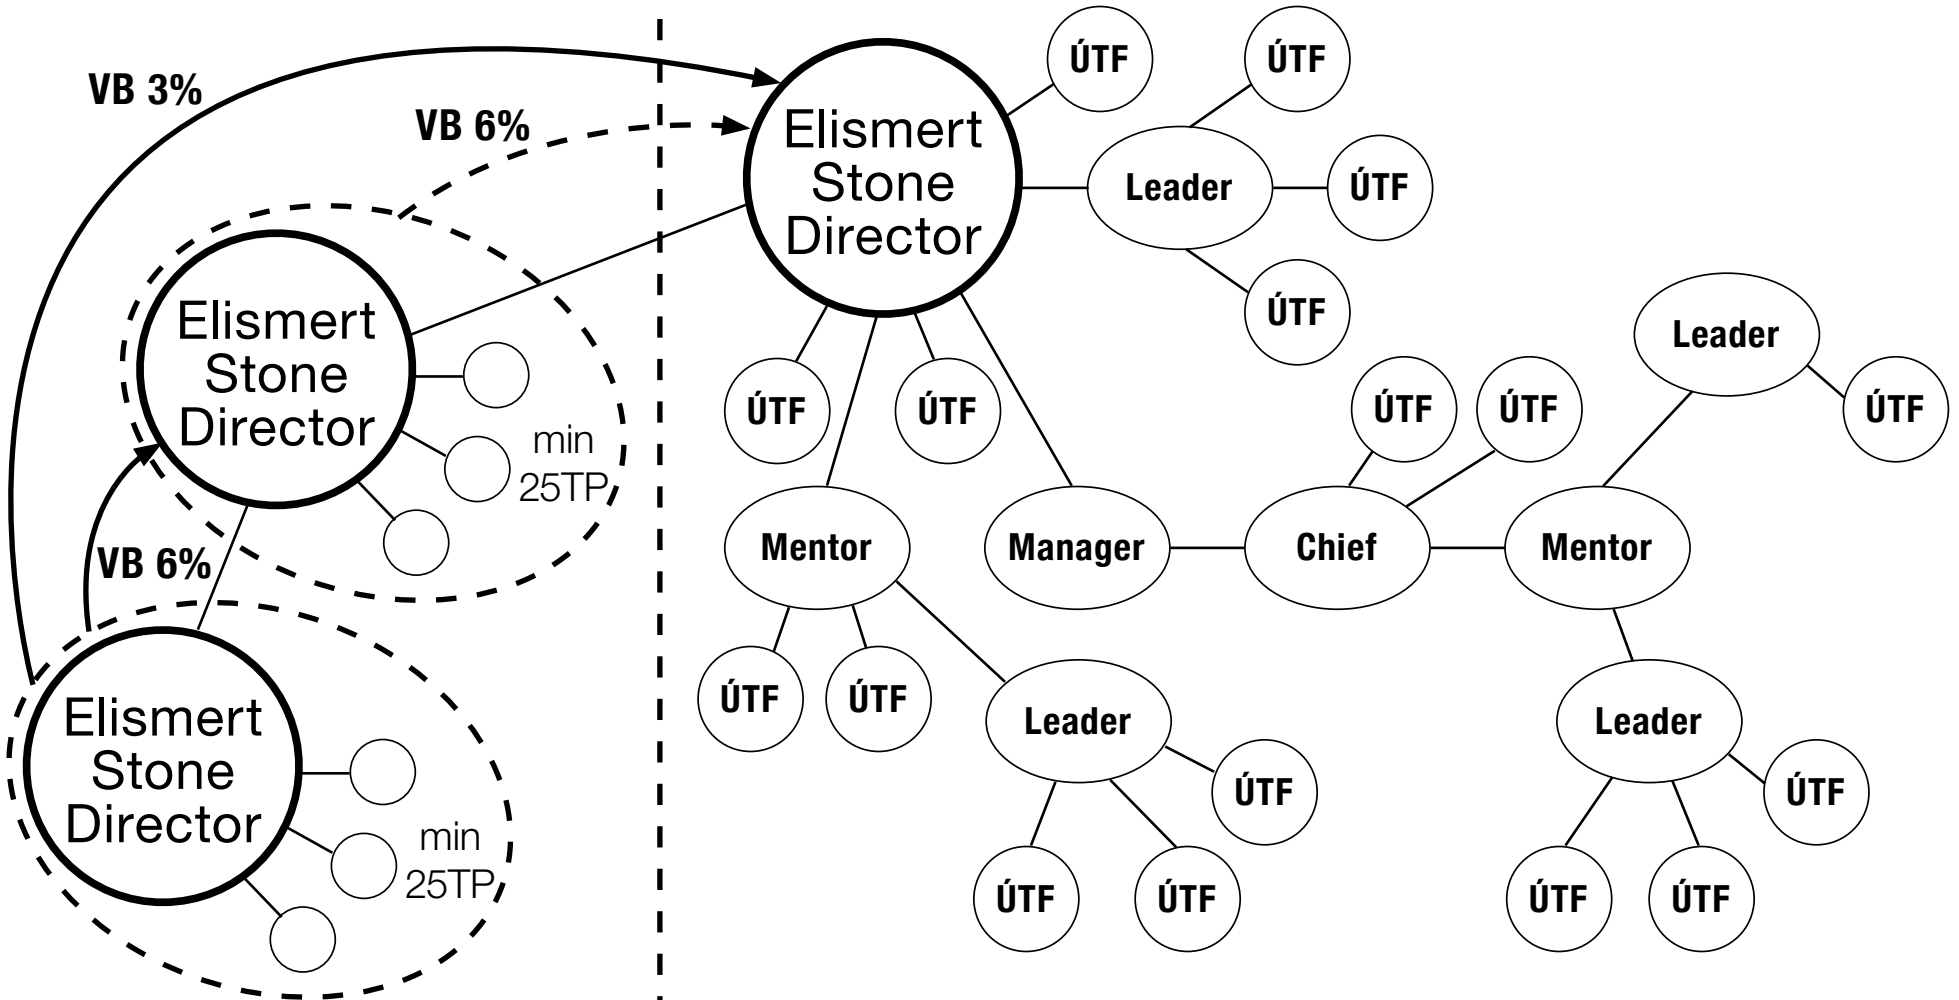 VB 3%
VB 6%
Elismert
Stone
Director
ÚTF
ÚTF
Leader
ÚTF
ÚTF
Elismert
Stone
Director
min
25TP
VB 6%
Elismert
Stone
Director
min
25TP
ÚTF
ÚTF
Mentor
Manager
Chief
Mentor
ÚTF
ÚTF
Leader
ÚTF
ÚTF
ÚTF
Leader
ÚTF
ÚTF
ÚTF
Leader
ÚTF
ÚTF
ÚTF